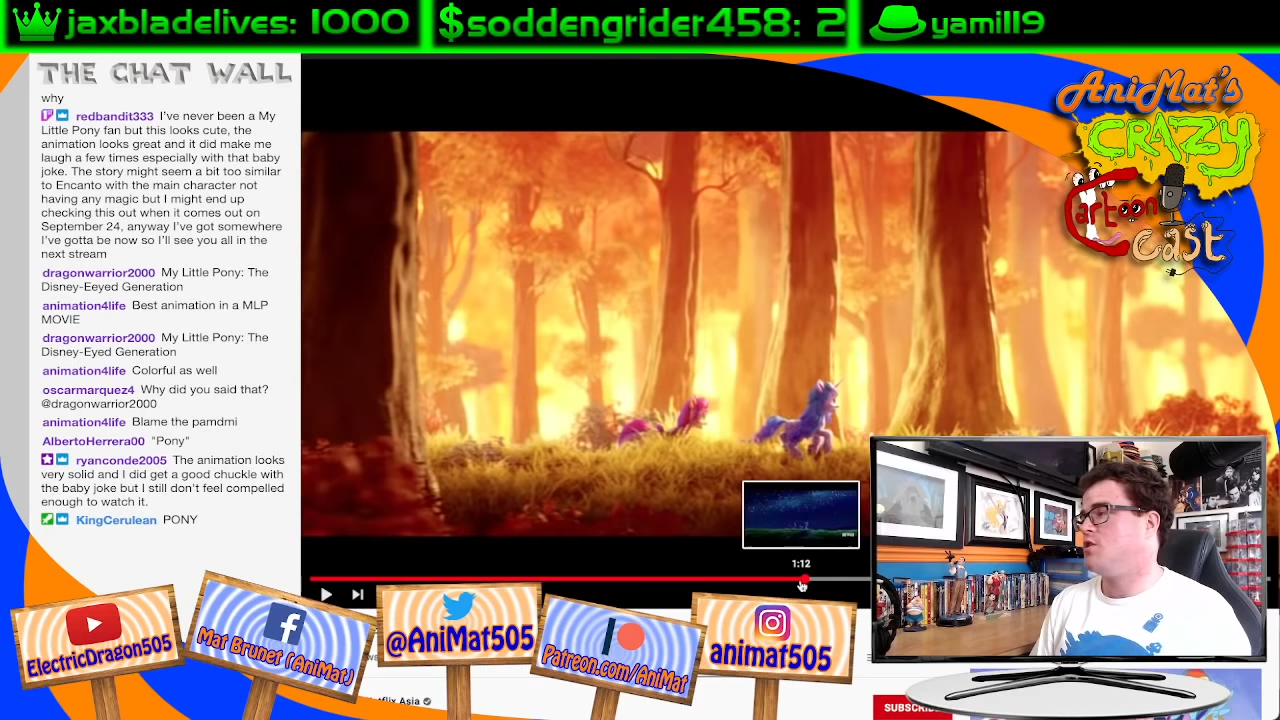 jaxbladelives: 1000
$soddengrider458: 2
yamil19
THE CHAT WALL
why
redbandit333 I've never been a My
Little Pony fan but this looks cute, the
animation looks great and it did make me
laugh a few times especially with that baby
joke. The story might seem a bit too similar
to Encanto with the main character not
having any magic but I might end up
checking this out when it comes out on
September 24, anyway I've got somewhere
I've gotta be now so I'll see you all in the
next stream
dragonwarrior2000 My Little Pony: The
Disney-Eeyed Generation
animation4life Best animation in a MLP
MOVIE
dragonwarrior2000 My Little Pony: The
Disney-Eyed Generation
animation4life Colorful as well
oscarmarquez4 Why did you said that?
@dragonwarrior2000
animation4life Blame the pamdmi
AlbertoHerrera00 "Pony"
ryanconde2005 The animation looks
very solid and I did get a good chuckle with
the baby joke but I still don't feel compelled
enough to watch it.
KingCerulean PONY
AniMat's
CRAZY
Cartoon
Cast
1:12
ElectricDragon505
Mat Brunet (AniMat)
@AniMat505
Patreon.com/AniMat
animat505
Asia